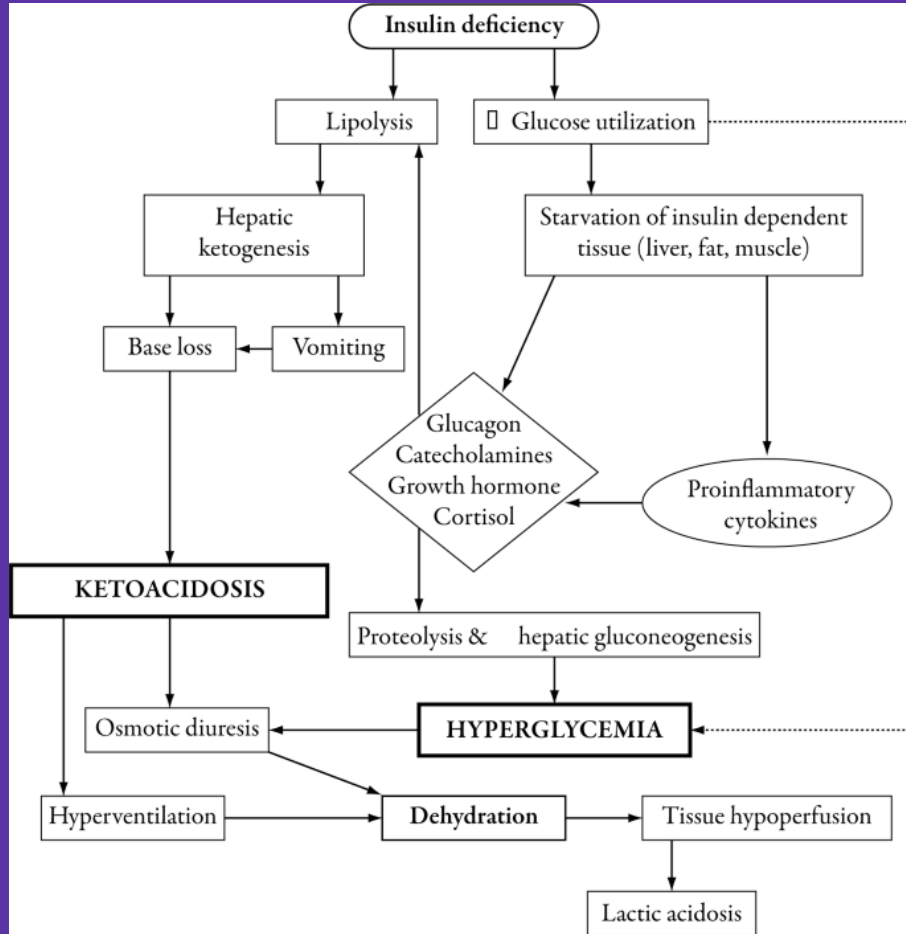 Insulin deficiency
Lipolysis
▯ Glucose utilization
Hepatic
ketogenesis
Starvation of insulin dependent
tissue (liver, fat, muscle)
Base loss
Vomiting
Glucagon
Catecholamines
Growth hormone
Cortisol
Proinflammatory
cytokines
KETOACIDOSIS
Proteolysis & hepatic gluconeogenesis
Osmotic diuresis
HYPERGLYCEMIA
Hyperventilation
Dehydration
Tissue hypoperfusion
Lactic acidosis